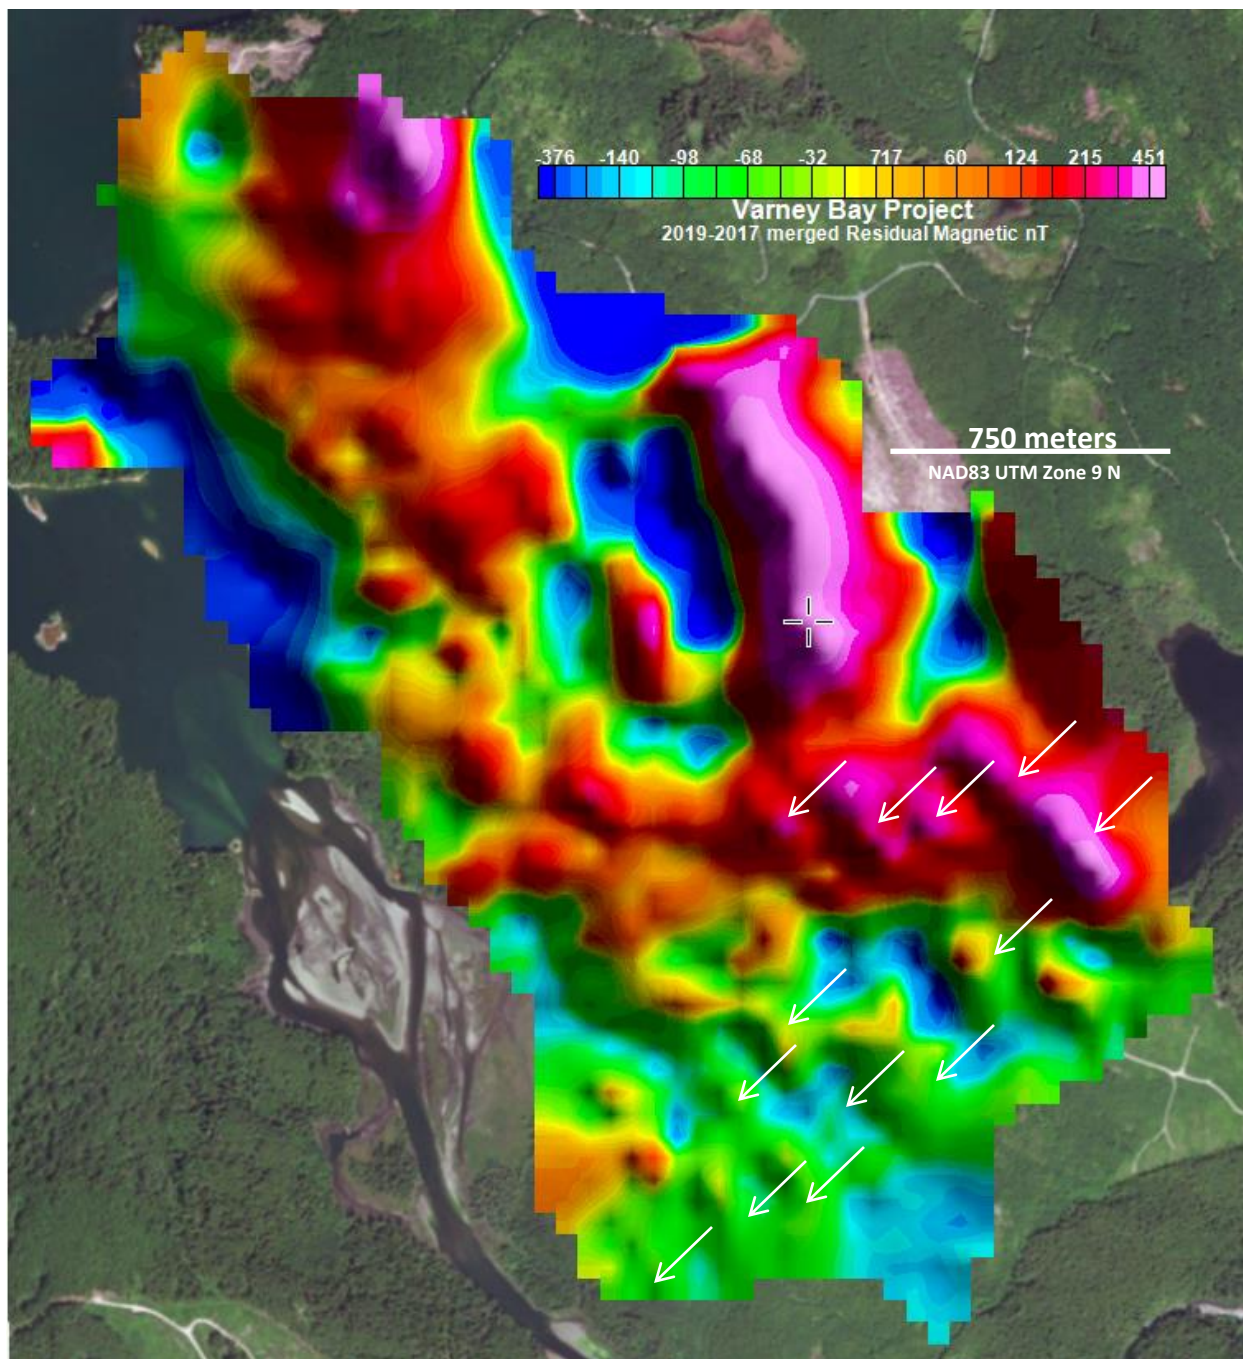 -376 -140 -98 -68 -32 717 60 124 215 451
Varney Bay Project
2019-2017 merged Residual Magnetic nT
750 meters
NAD83 UTM Zone 9 N